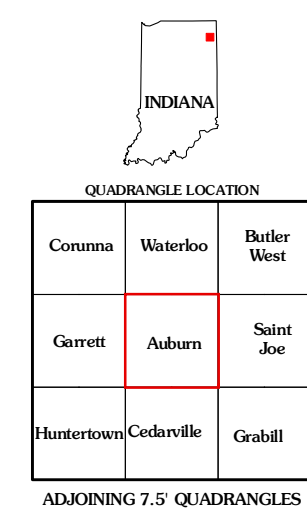 INDIANA
QUADRANGLE LOCATION
Corunna Waterloo Butler
West
Garrett Auburn Saint
Joe
Huntertown Cedarville Grabill
ADJOINING 7.5' QUADRANGLES